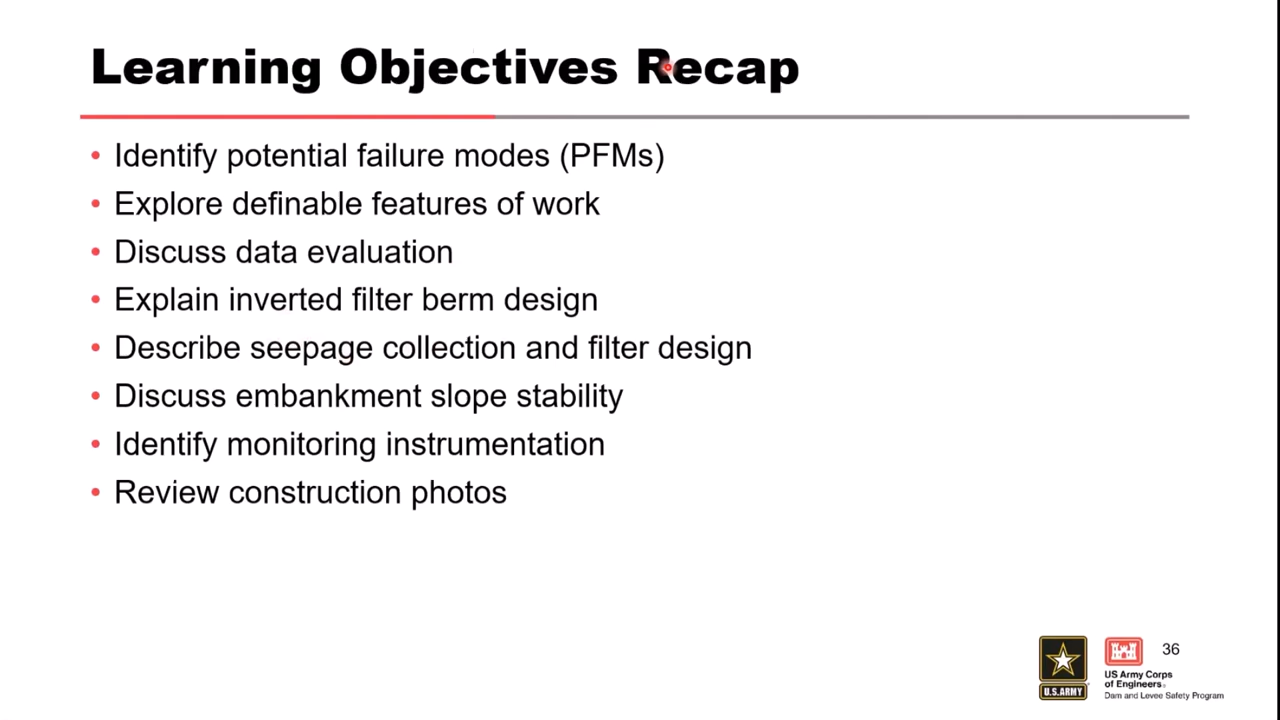 Learning Objectives Recap
• Identify potential failure modes (PFMs)
• Explore definable features of work
• Discuss data evaluation
• Explain inverted filter berm design
• Describe seepage collection and filter design
• Discuss embankment slope stability
• Identify monitoring instrumentation
• Review construction photos
36
U.S.ARMY
US Army Corps
of Engineers®
Dam and Levee Safety Program